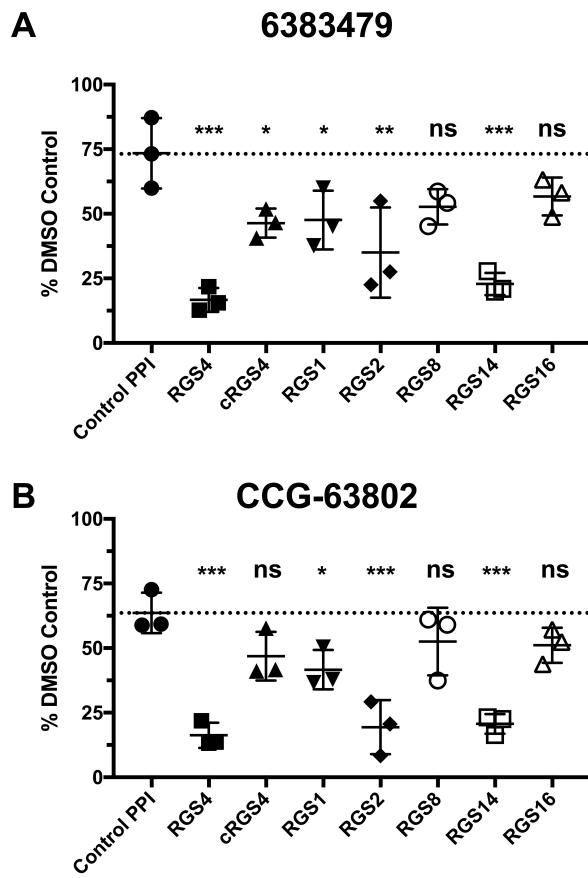 A
6383479
% DMSO Control
100
75
50
25
0
*** * * ** ns *** ns
Control PPI
RGS4
cRGS4
RGS1
RGS2
RGS8
RGS14
RGS16
B
CCG-63802
% DMSO Control
100
75
50
25
0
*** ns * *** ns *** ns
Control PPI
RGS4
cRGS4
RGS1
RGS2
RGS8
RGS14
RGS16